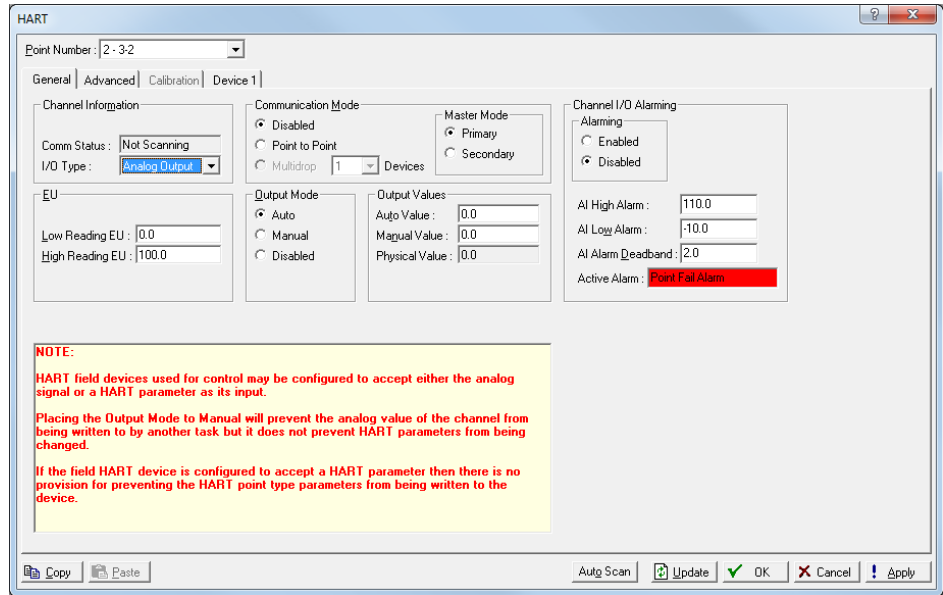 HART
Point Number : 2 - 3-2
General Advanced Calibration Device 1
Channel Information
Comm Status : Not Scanning
I/O Type : Analog Output
Communication Mode
Disabled
Point to Point
Multidrop 1 Devices
Master Mode
Primary
Secondary
Channel I/O Alarming
Alarming
Enabled
Disabled
AI High Alarm : 110.0
AI Low Alarm : -10.0
AI Alarm Deadband : 2.0
Active Alarm : Point Fail Alarm
EU
Low Reading EU : 0.0
High Reading EU : 100.0
Output Mode
Auto
Manual
Disabled
Output Values
Auto Value : 0.0
Manual Value : 0.0
Physical Value : 0.0
NOTE:
HART field devices used for control may be configured to accept either the analog
signal or a HART parameter as its input.
Placing the Output Mode to Manual will prevent the analog value of the channel from
being written to by another task but it does not prevent HART parameters from being
changed.
If the field HART device is configured to accept a HART parameter then there is no
provision for preventing the HART point type parameters from being written to the
device.
Copy Paste Auto Scan Update OK Cancel ! Apply